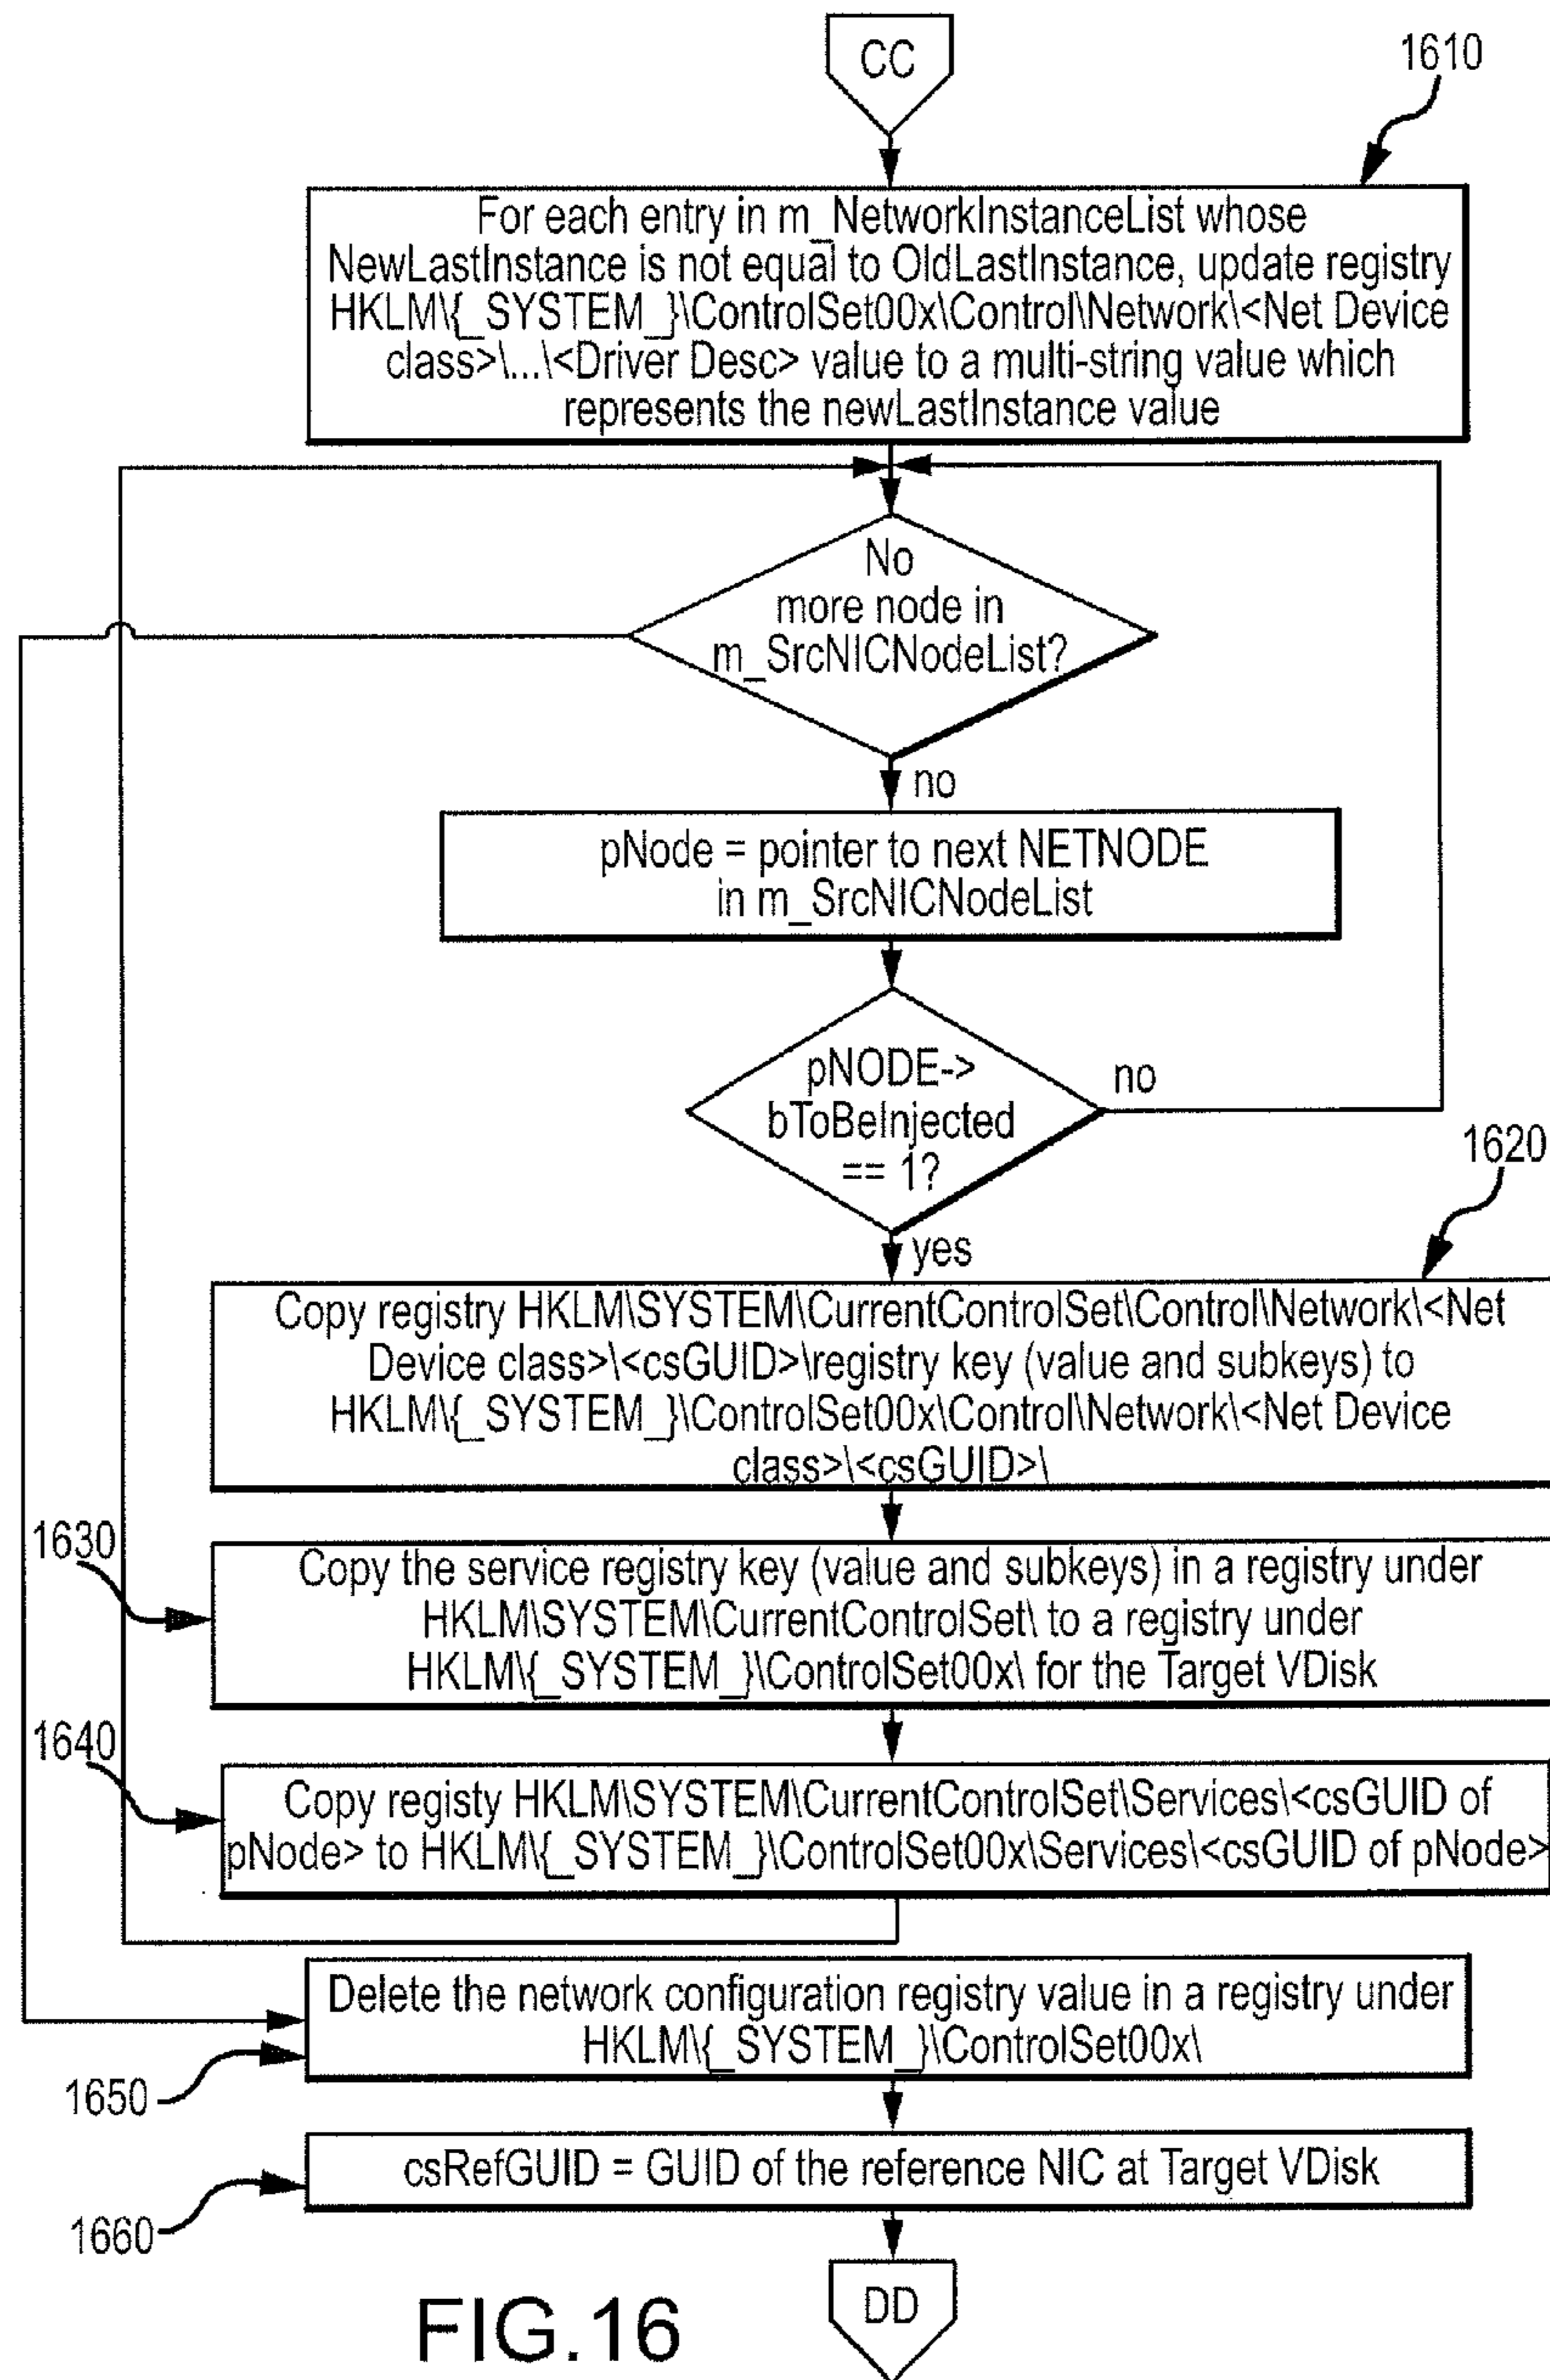 CC
1610
For each entry in m_NetworkInstanceList whose
NewLastInstance is not equal to OldLastInstance, update registry
HKLM\{_SYSTEM_}\ControlSet00x\Control\Network\<Net Device
class>\...\<Driver Desc> value to a multi-string value which
represents the newLastInstance value
No
more node in
m_SrcNICNodeList?
no
pNode = pointer to next NETNODE
in m_SrcNICNodeList
pNODE->
bToBeInjected
== 1?
no
yes
1620
Copy registry HKLM\SYSTEM\CurrentControlSet\Control\Network\<Net
Device class>\<csGUID>\registry key (value and subkeys) to
HKLM\{_SYSTEM_}\ControlSet00x\Control\Network\<Net Device
class>\<csGUID>\
1630
Copy the service registry key (value and subkeys) in a registry under
HKLM\SYSTEM\CurrentControlSet\ to a registry under
HKLM\{_SYSTEM_}\ControlSet00x\ for the Target VDisk
1640
Copy registy HKLM\SYSTEM\CurrentControlSet\Services\<csGUID of
pNode> to HKLM\{_SYSTEM_}\ControlSet00x\Services\<csGUID of pNode>
Delete the network configuration registry value in a registry under
HKLM\{_SYSTEM_}\ControlSet00x\
1650
csRefGUID = GUID of the reference NIC at Target VDisk
1660
DD
FIG.16